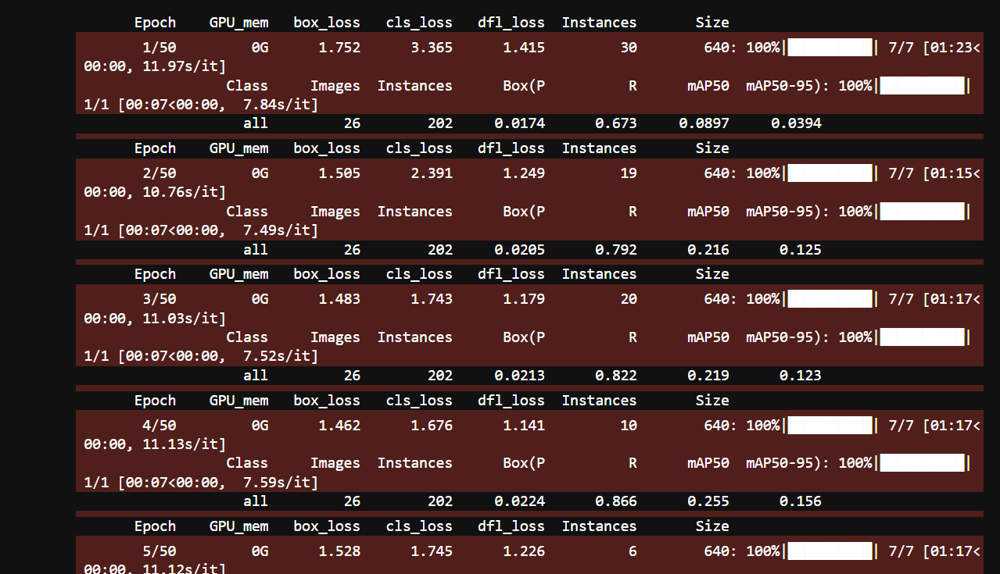 Epoch GPU_mem box_loss cls_loss dfl_loss Instances Size
1/50 0G 1.752 3.365 1.415 30 640: 100%|██████████| 7/7 [01:23<
00:00, 11.97s/it]
Class Images Instances Box(P R mAP50 mAP50-95): 100%|██████████|
1/1 [00:07<00:00, 7.84s/it]
all 26 202 0.0174 0.673 0.0897 0.0394
Epoch GPU_mem box_loss cls_loss dfl_loss Instances Size
2/50 0G 1.505 2.391 1.249 19 640: 100%|██████████| 7/7 [01:15<
00:00, 10.76s/it]
Class Images Instances Box(P R mAP50 mAP50-95): 100%|██████████|
1/1 [00:07<00:00, 7.49s/it]
all 26 202 0.0205 0.792 0.216 0.125
Epoch GPU_mem box_loss cls_loss dfl_loss Instances Size
3/50 0G 1.483 1.743 1.179 20 640: 100%|██████████| 7/7 [01:17<
00:00, 11.03s/it]
Class Images Instances Box(P R mAP50 mAP50-95): 100%|██████████|
1/1 [00:07<00:00, 7.52s/it]
all 26 202 0.0213 0.822 0.219 0.123
Epoch GPU_mem box_loss cls_loss dfl_loss Instances Size
4/50 0G 1.462 1.676 1.141 10 640: 100%|██████████| 7/7 [01:17<
00:00, 11.13s/it]
Class Images Instances Box(P R mAP50 mAP50-95): 100%|██████████|
1/1 [00:07<00:00, 7.59s/it]
all 26 202 0.0224 0.866 0.255 0.156
Epoch GPU_mem box_loss cls_loss dfl_loss Instances Size
5/50 0G 1.528 1.745 1.226 6 640: 100%|██████████| 7/7 [01:17<
00:00, 11.12s/it]